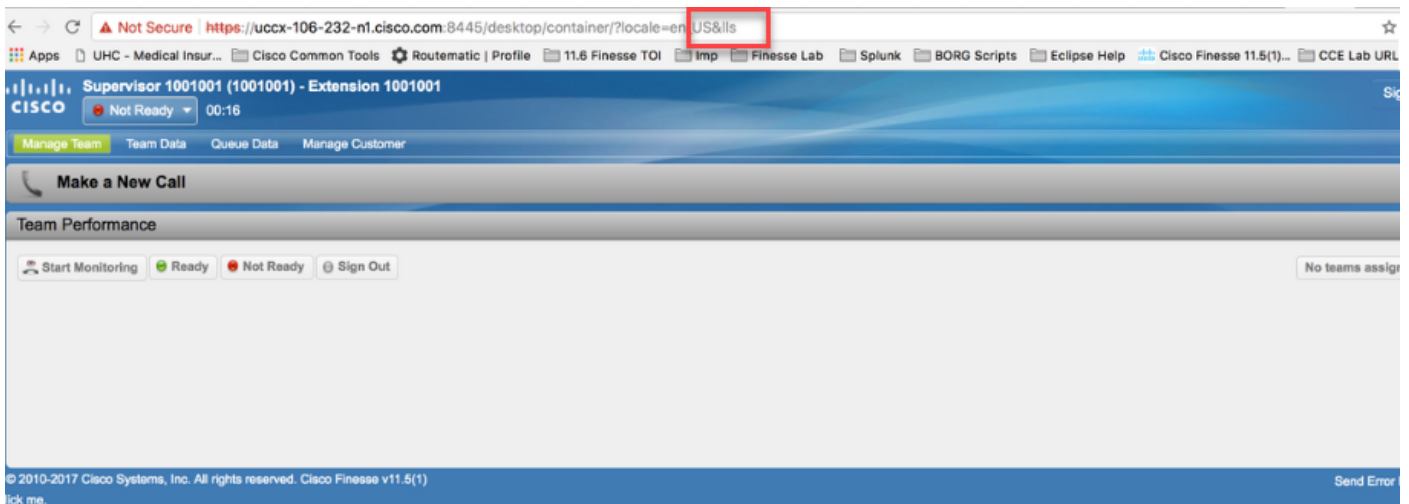 Not Secure https://uccx-106-232-n1.cisco.com:8445/desktop/container/?locale=en_US&lls
Apps UHC - Medical Insur... Cisco Common Tools Routematic | Profile 11.6 Finesse TOI Imp Finesse Lab Splunk BORG Scripts Eclipse Help Cisco Finesse 11.5(1)... CCE Lab URL
CISCO
Supervisor 1001001 (1001001) - Extension 1001001
Sig
Not Ready 00:16
Manage Team Team Data Queue Data Manage Customer
Make a New Call
Team Performance
Start Monitoring Ready Not Ready Sign Out No teams assign
© 2010-2017 Cisco Systems, Inc. All rights reserved. Cisco Finesse v11.5(1) Send Error
lick me.